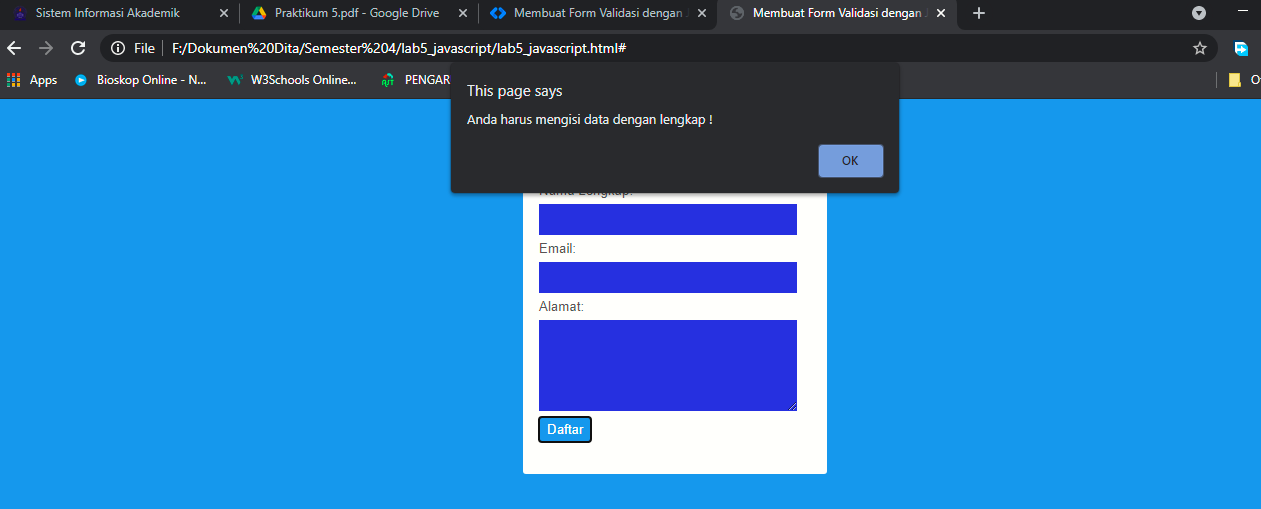 Sistem Informasi Akademik
Praktikum 5.pdf - Google Drive
Membuat Form Validasi dengan
Membuat Form Validasi dengan
File
F:/Dokumen%20Dita/Semester%204/lab5_javascript/lab5_javascript.html#
Apps
Bioskop Online - N...
W3Schools Online...
PENGAR
This page says
Anda harus mengisi data dengan lengkap !
OK
Nama Lengkap:
Email:
Alamat:
Daftar